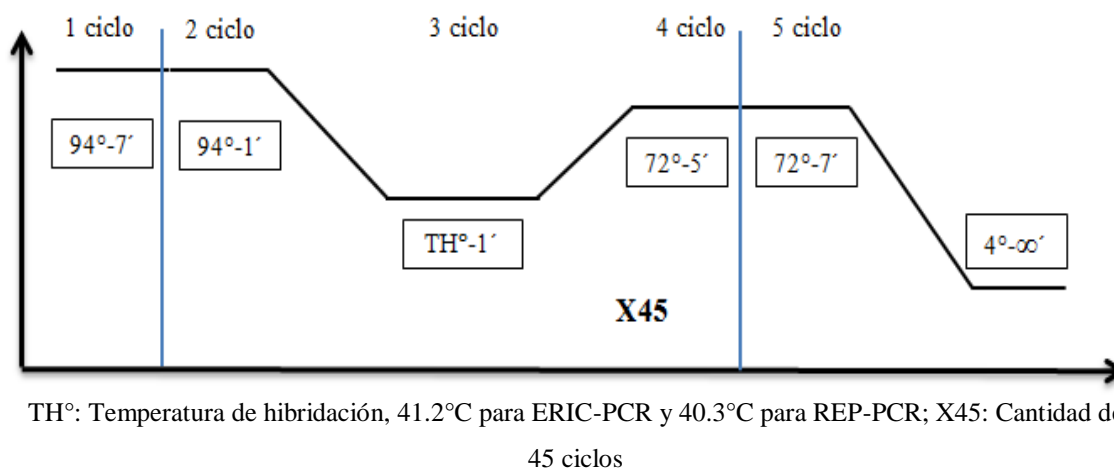 1 ciclo 2 ciclo 3 ciclo 4 ciclo 5 ciclo
94°-7´ 94°-1´ 72°-5´ 72°-7´
TH°-1´ 4°-∞´
X45
TH°: Temperatura de hibridación, 41.2°C para ERIC-PCR y 40.3°C para REP-PCR; X45: Cantidad de
45 ciclos